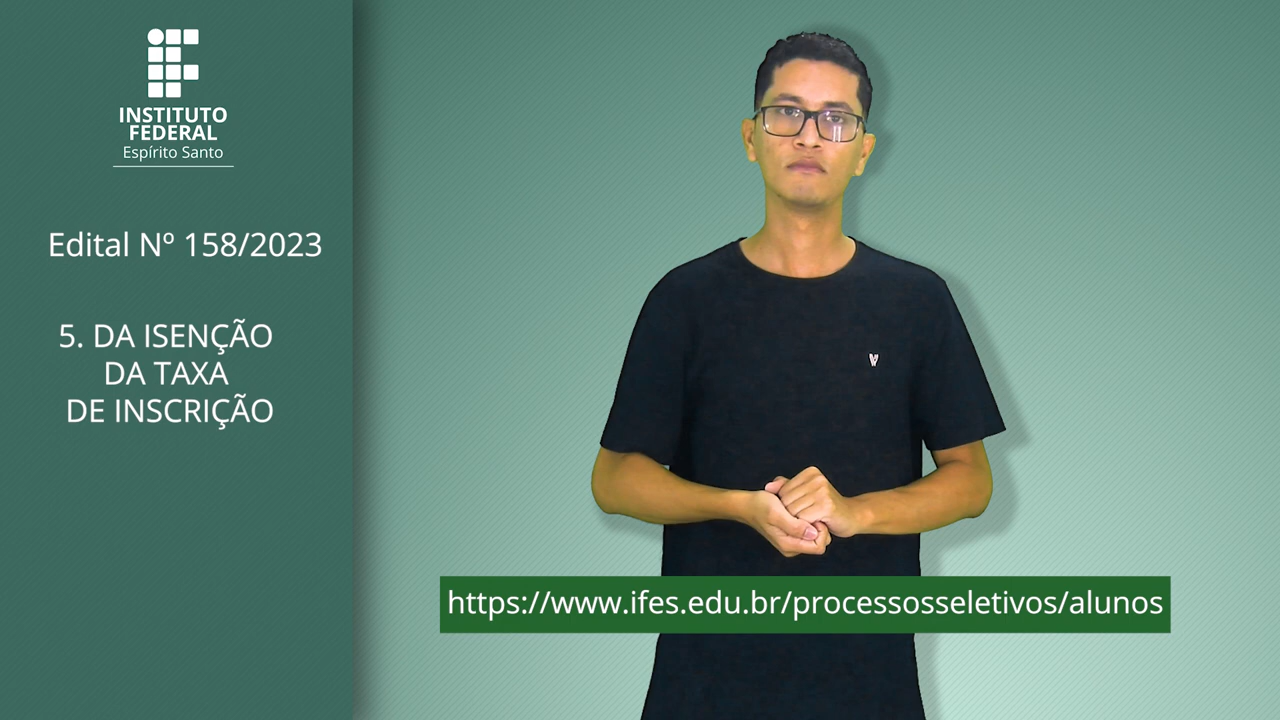 INSTITUTO
FEDERAL
Espírito Santo
Edital Nº 158/2023
5. DA ISENÇÃO
DA TAXA
DE INSCRIÇÃO
https://www.ifes.edu.br/processosseletivos/alunos